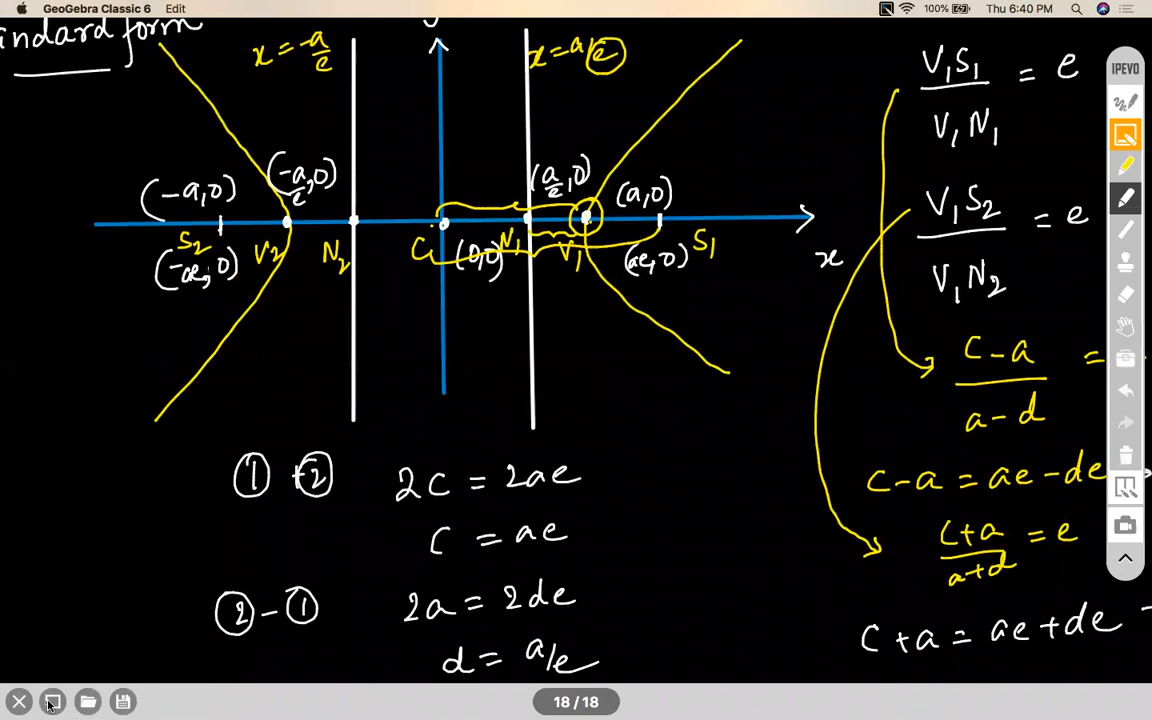 GeoGebra Classic 6 Edit
100% Thu 6:40 PM
IPEVO
ndard form
x = -a/e
x = a/e
V₁S₁/V₁N₁ = e
V₁S₂/V₁N₂ = e
(-a,0) (-a/e,0) (a/e,0) (a,0)
S₂ V₂ N₂ C N₁ V₁ S₁
(-ae,0) (0,0) (ae,0) x
c-a/a-d =
① + ② 2c = 2ae
c-a = ae-de
c = ae
c+a/a+d = e
② - ① 2a = 2de
c+a = ae+de
d = a/e
18 / 18